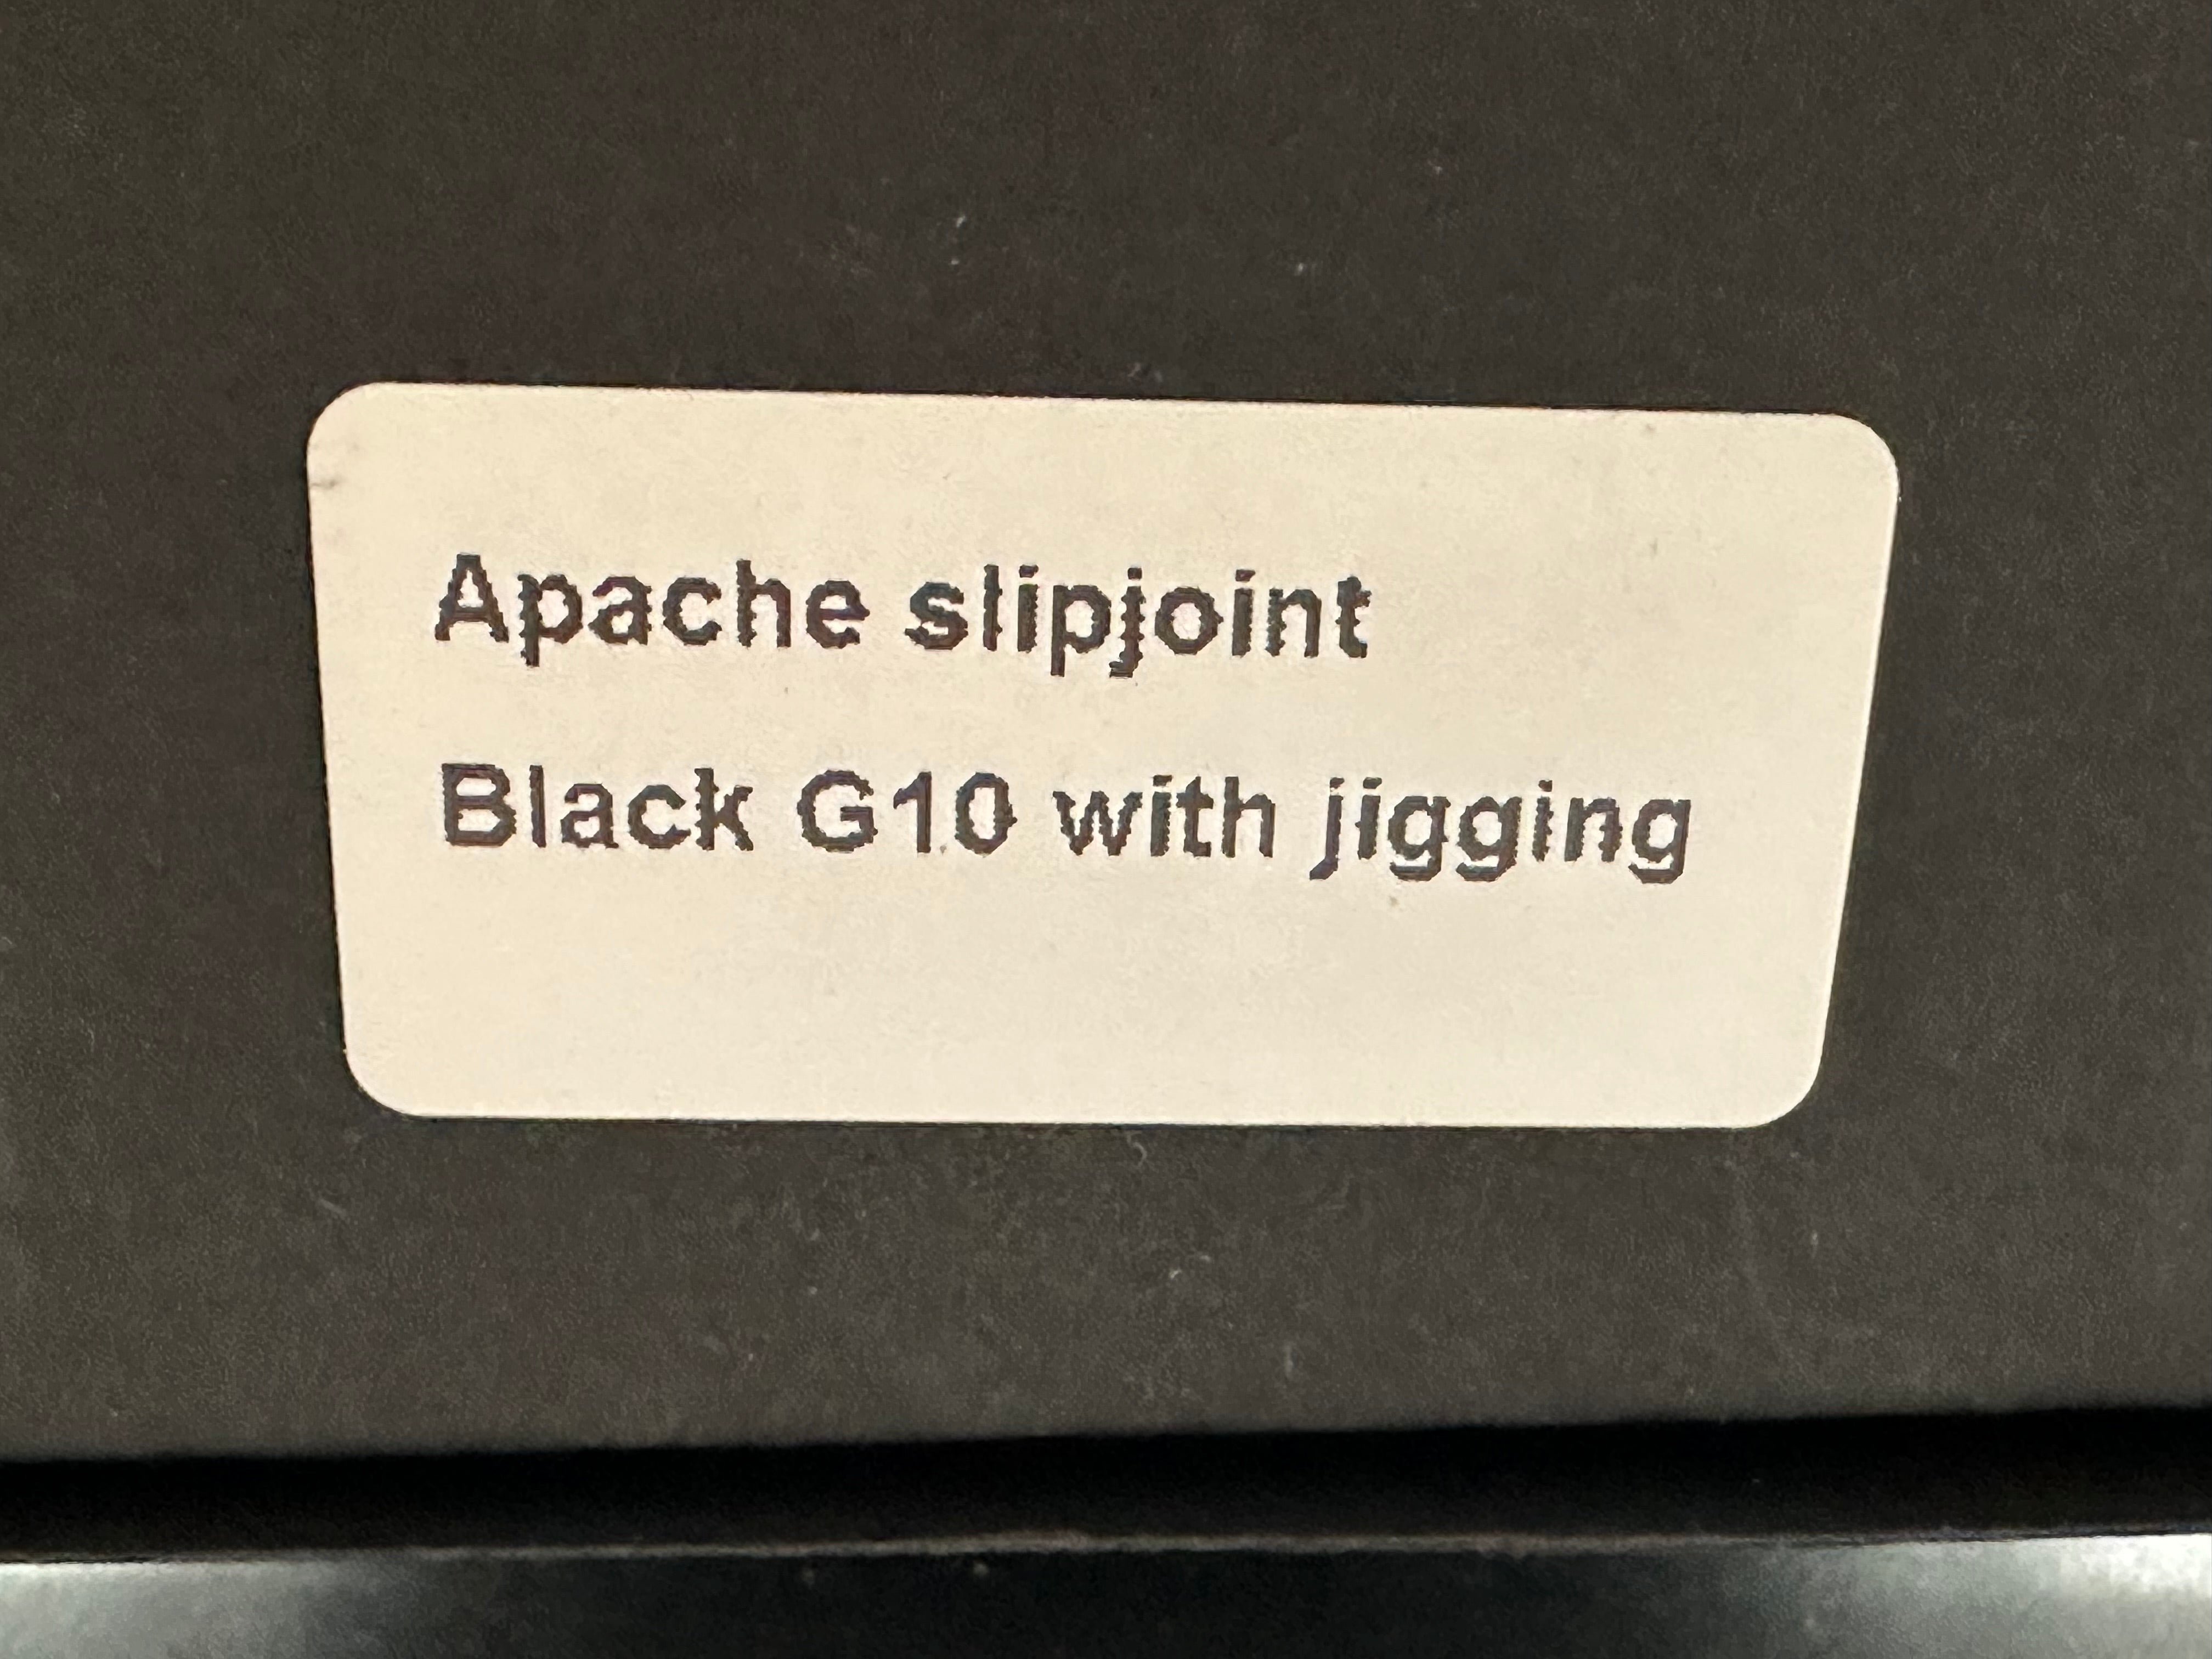 Apache slipjoint
Black G10 with jigging